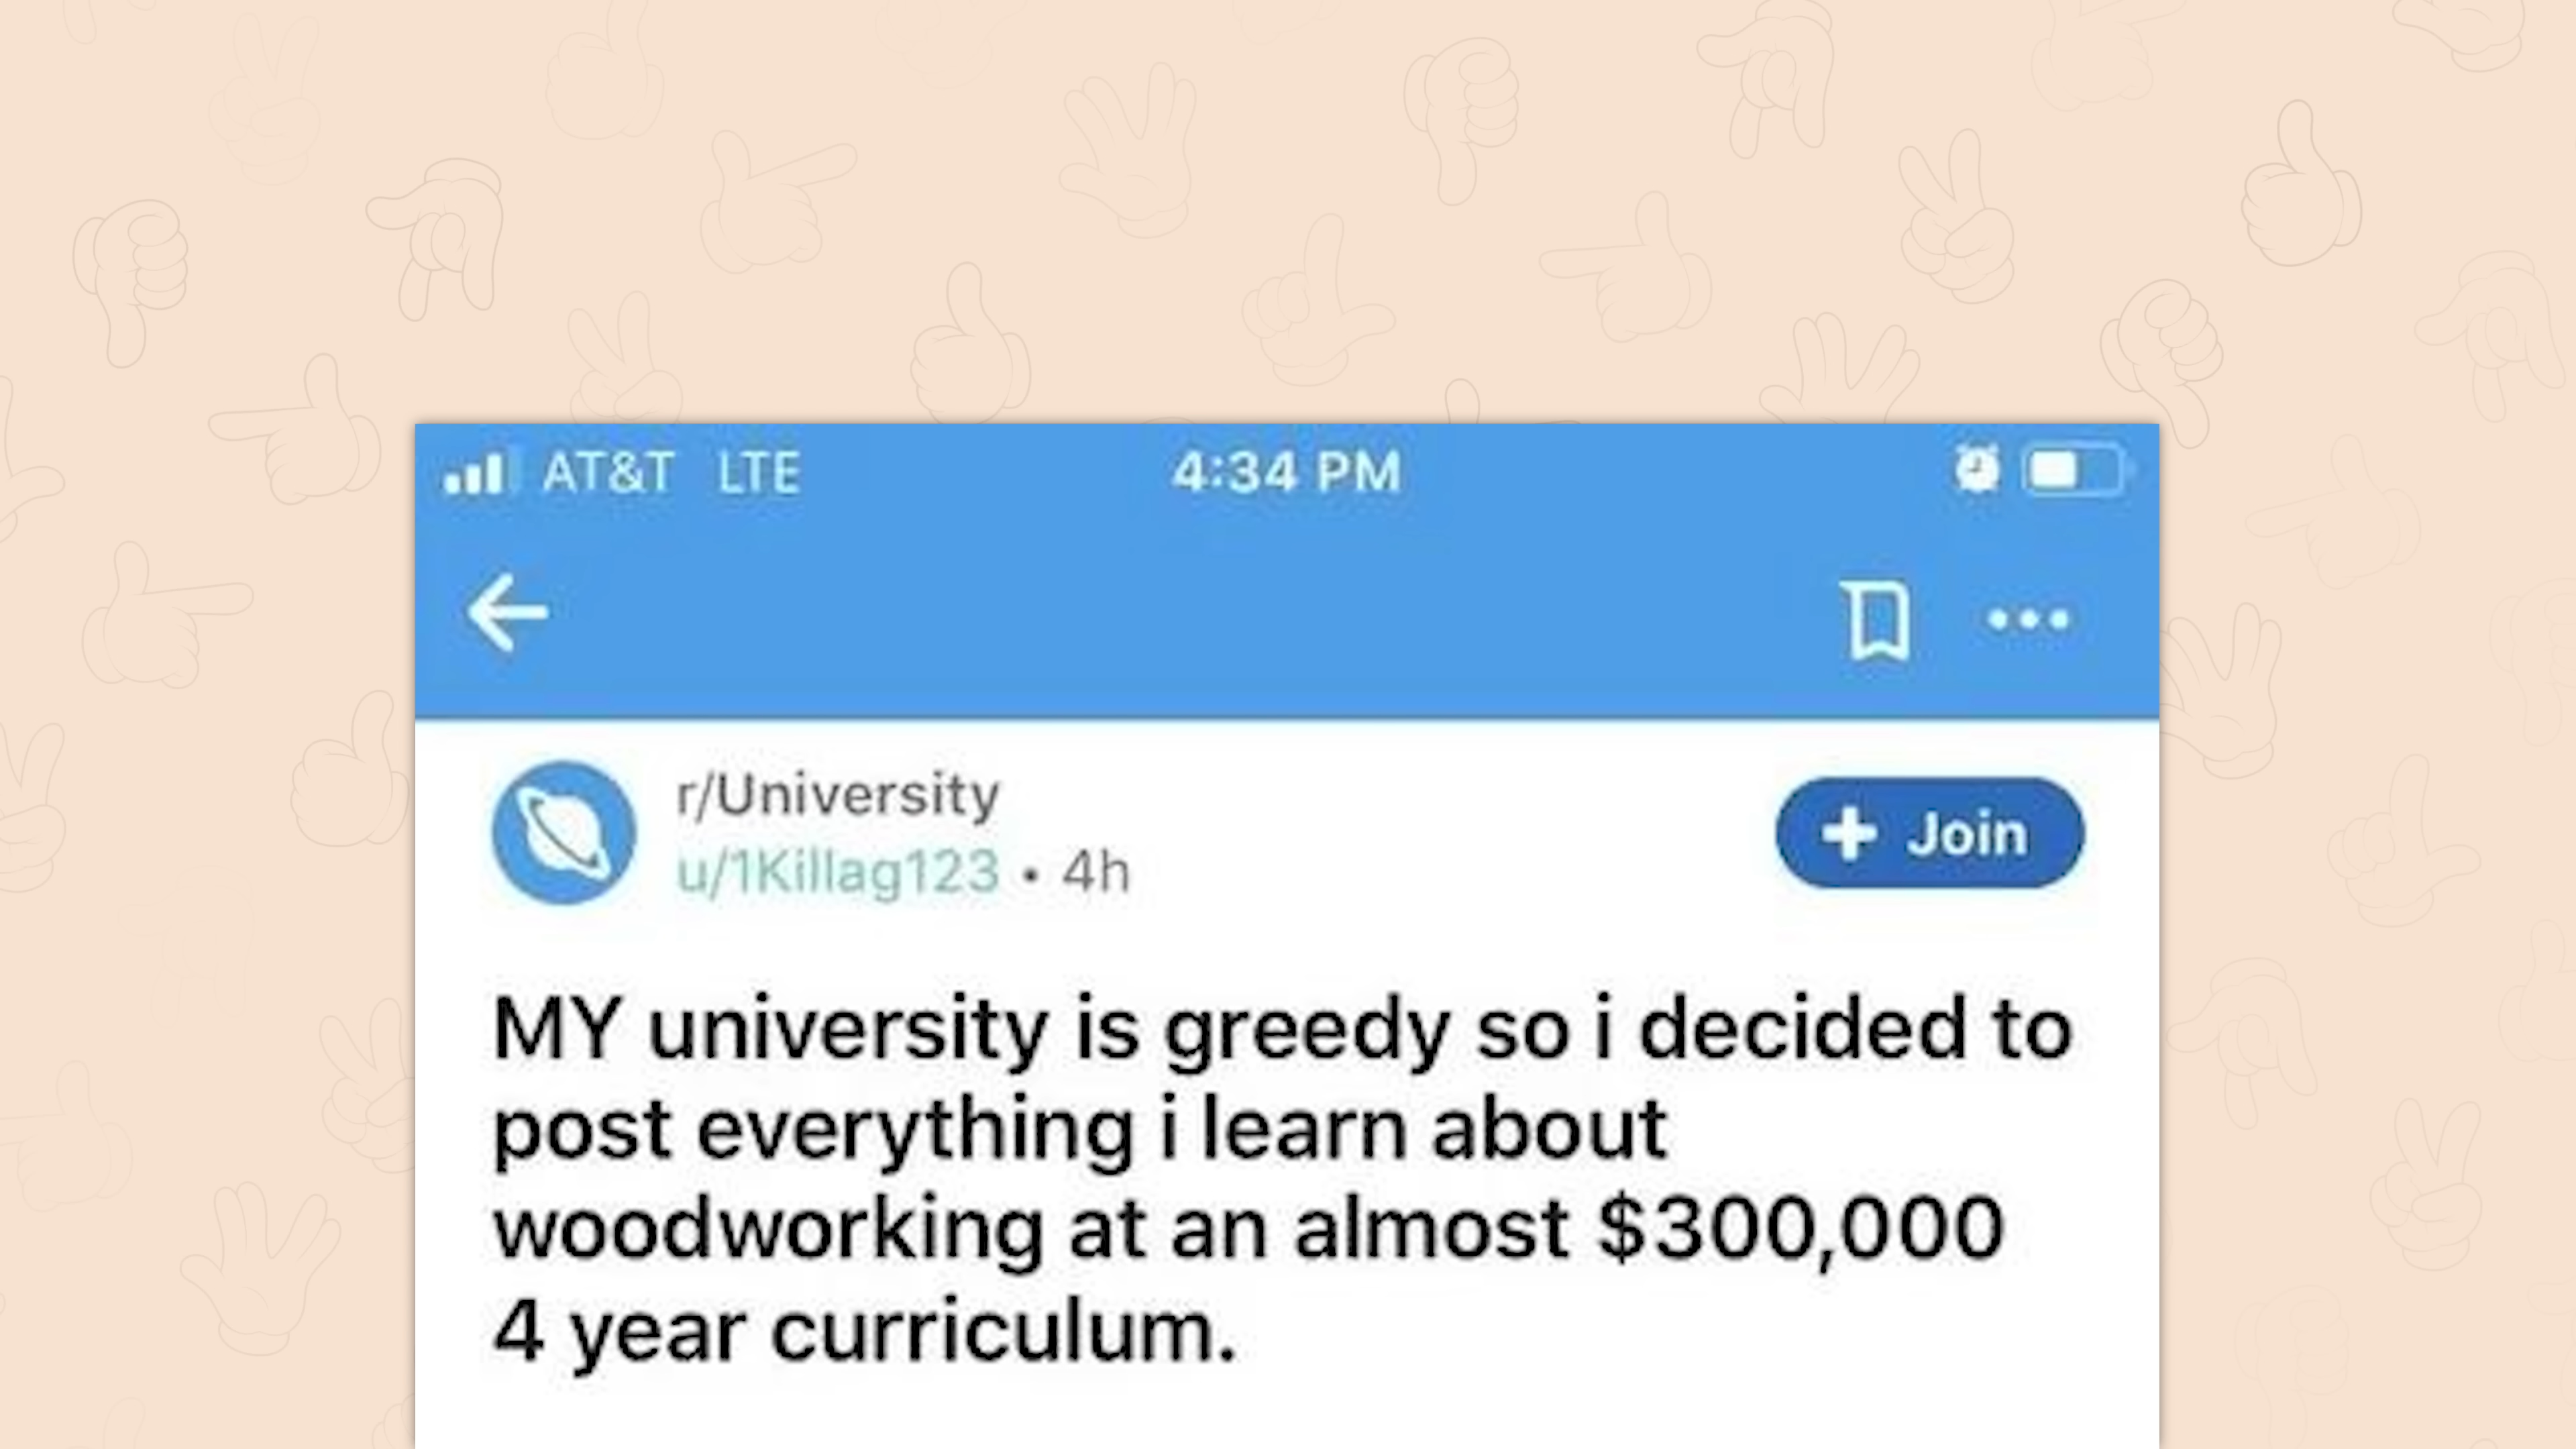 AT&T LTE 4:34 PM
r/University
u/1Killag123 • 4h
+ Join
MY university is greedy so i decided to
post everything i learn about
woodworking at an almost $300,000
4 year curriculum.